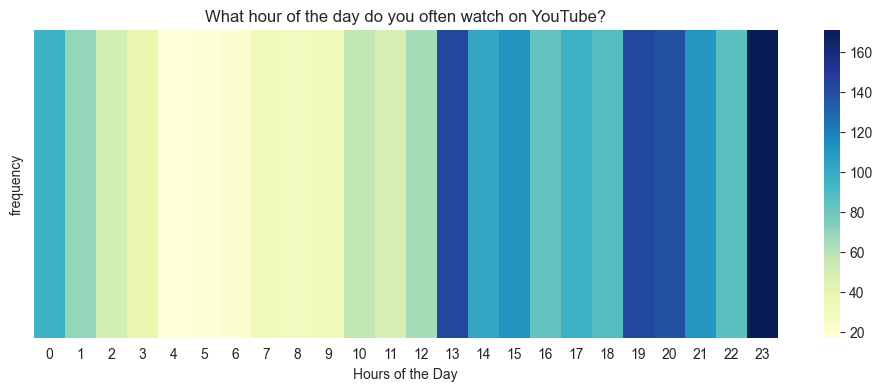 What hour of the day do you often watch on YouTube?
frequency
0 1 2 3 4 5 6 7 8 9 10 11 12 13 14 15 16 17 18 19 20 21 22 23
Hours of the Day
160
140
120
100
80
60
40
20